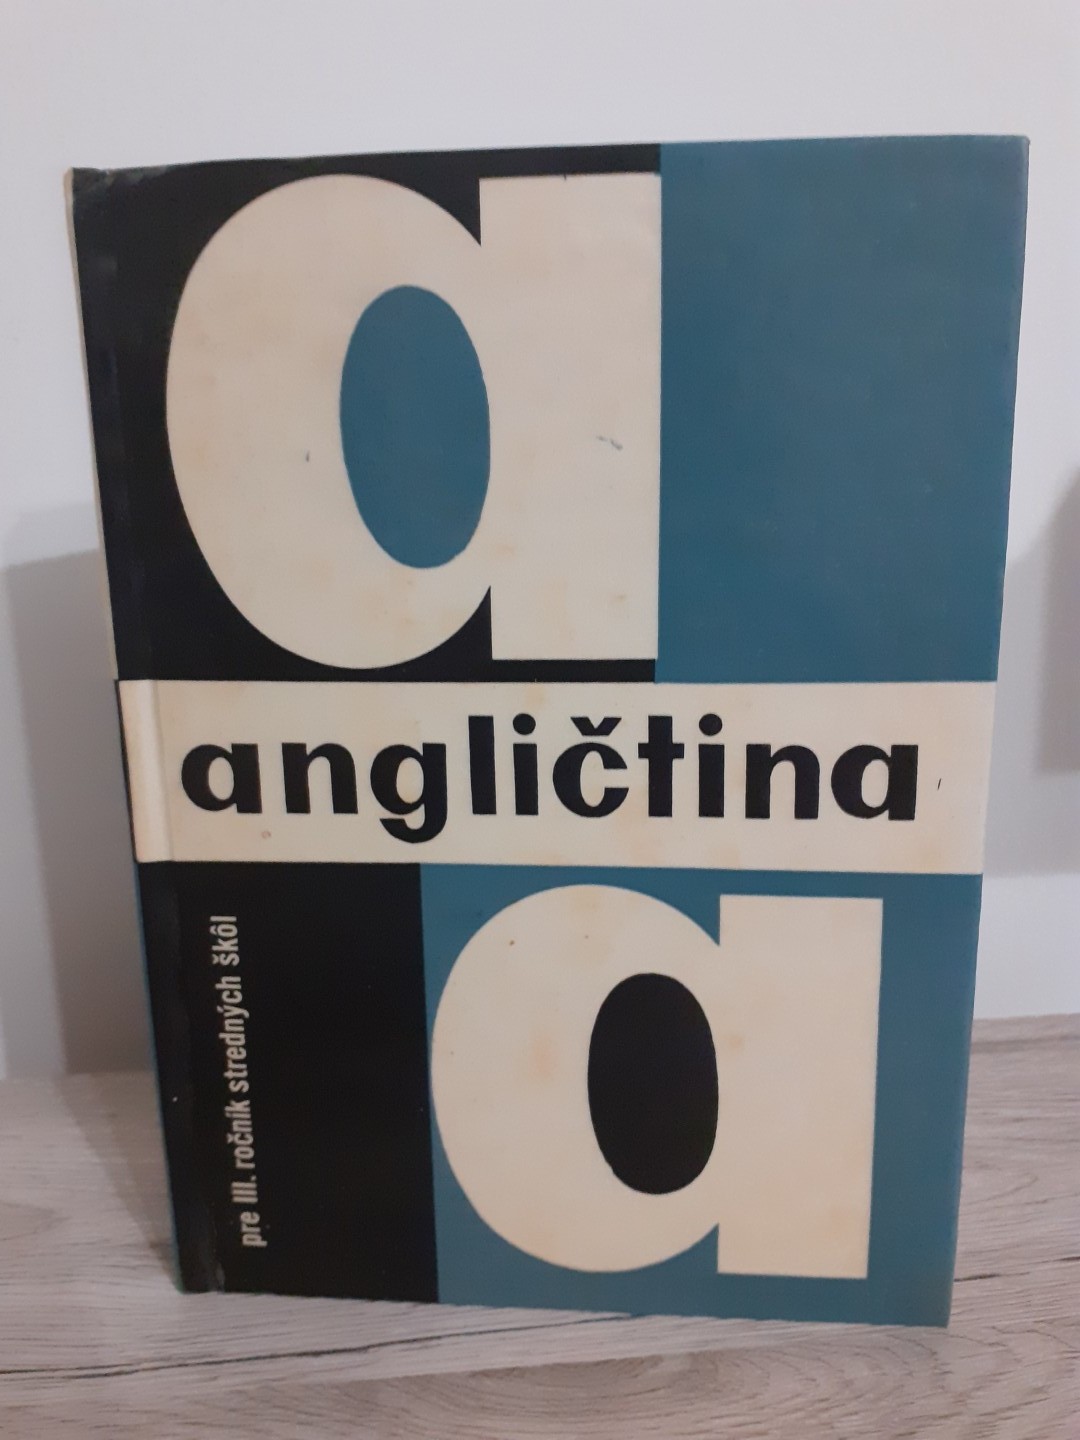 a
angličtina
a
pre III. ročník stredných škôl